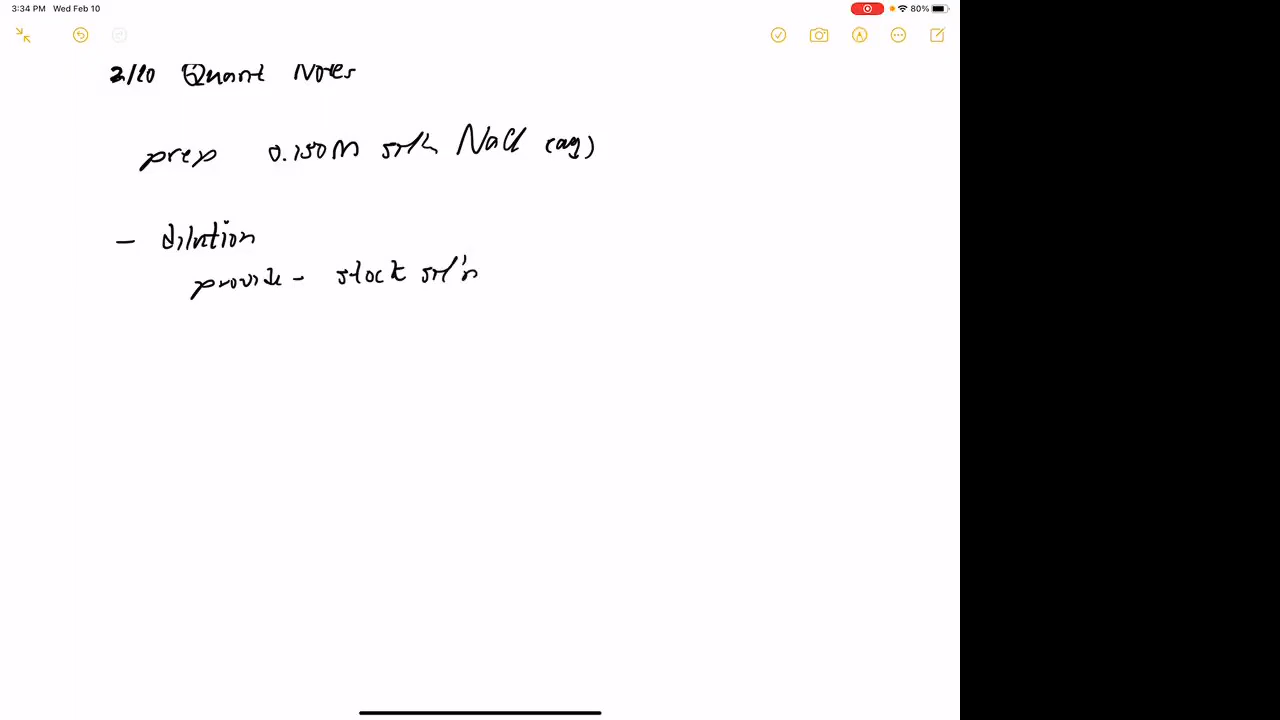 3:34 PM Wed Feb 10
80%
2/10 Quant Notes
prep 0.150M sol'n NaCl (aq)
- dilution
provide - stock sol'n